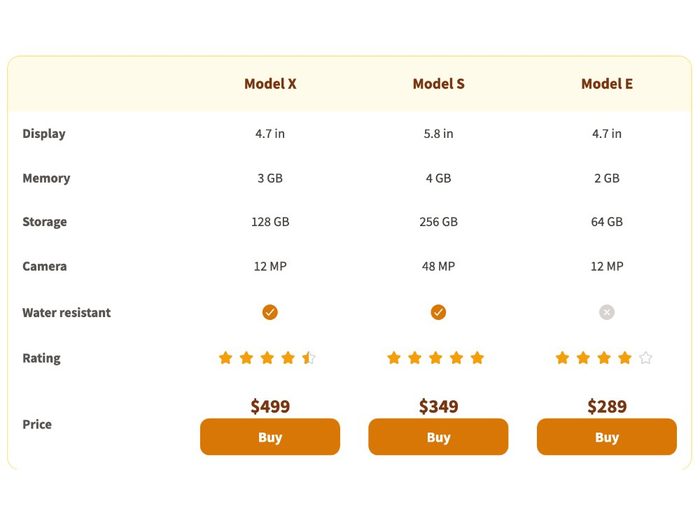 Model X Model S Model E
Display 4.7 in 5.8 in 4.7 in
Memory 3 GB 4 GB 2 GB
Storage 128 GB 256 GB 64 GB
Camera 12 MP 48 MP 12 MP
Water resistant
Rating
$499 $349 $289
Price
Buy Buy Buy